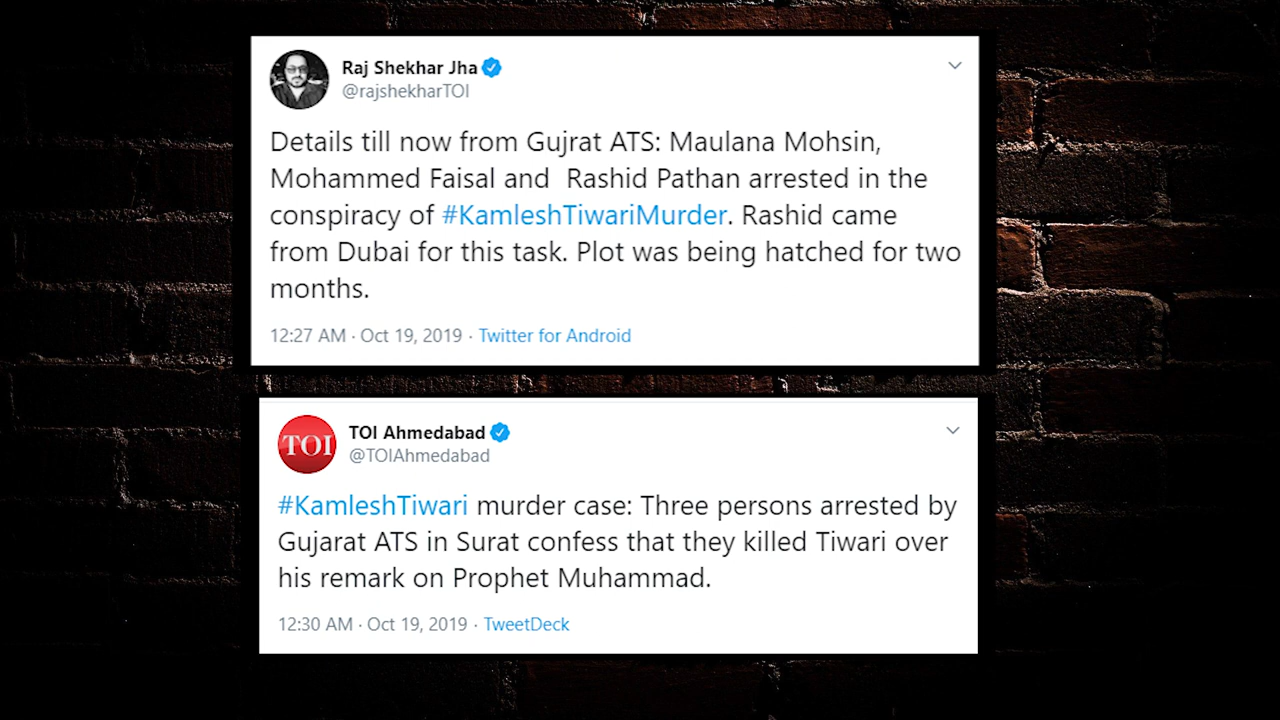 Raj Shekhar Jha
@rajshekharTOI
Details till now from Gujrat ATS: Maulana Mohsin,
Mohammed Faisal and Rashid Pathan arrested in the
conspiracy of #KamleshTiwariMurder. Rashid came
from Dubai for this task. Plot was being hatched for two
months.
12:27 AM · Oct 19, 2019 · Twitter for Android
TOI
TOI Ahmedabad
@TOIAhmedabad
#KamleshTiwari murder case: Three persons arrested by
Gujarat ATS in Surat confess that they killed Tiwari over
his remark on Prophet Muhammad.
12:30 AM · Oct 19, 2019 · TweetDeck